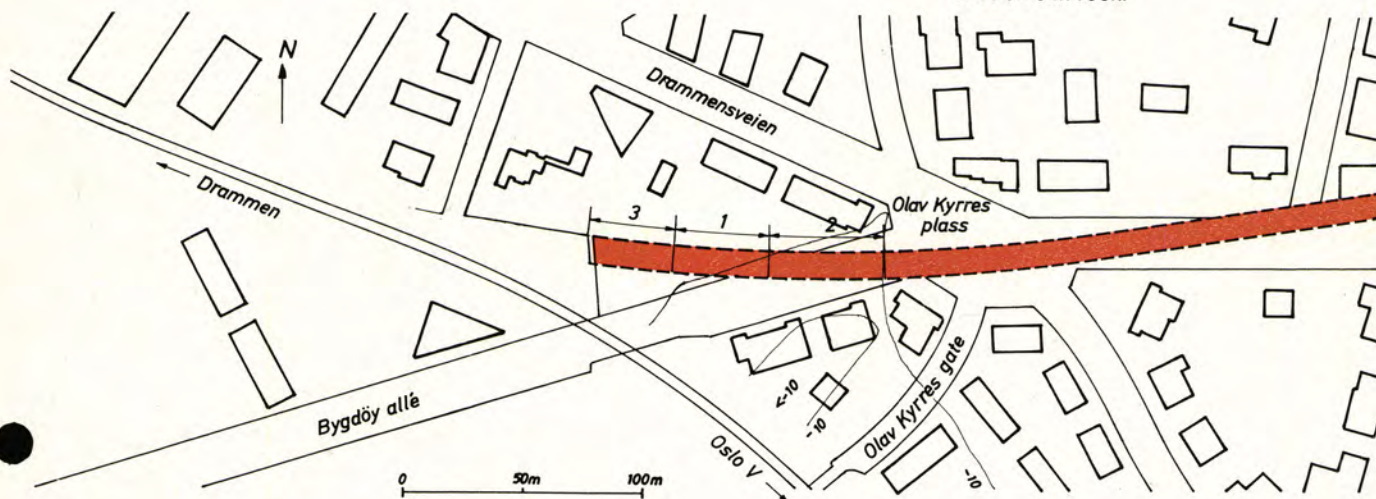 N
Drammensveien
Drammen
3
1
2
Olav Kyrres
plass
<-10
-10
-10
Bygdöy allé
Olav Kyrres gate
Oslo V
0 50m 100m